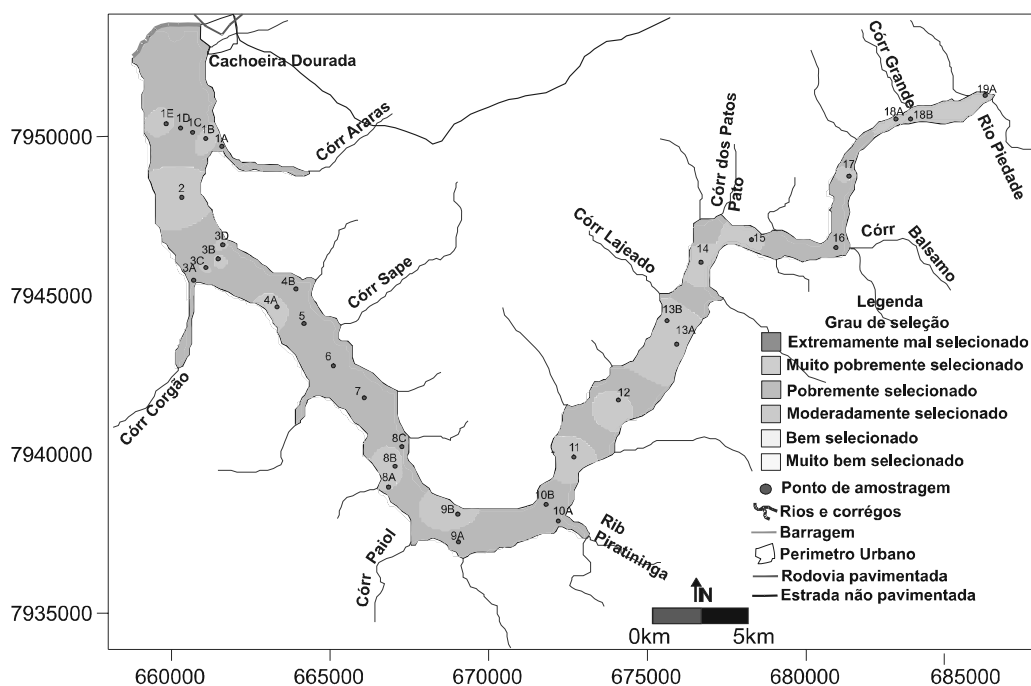 Cachoeira Dourada
Córr Araras
Córr Grande
Rio Piedade
Córr dos Patos
Pato
Córr Lajeado
Córr
Balsamo
Córr Sape
Córr Corgão
Córr Paiol
Rib
Piratininga
1E
1D
1C
1B
1A
2
3D
3B
3C
3A
4B
4A
5
6
7
8C
8B
8A
9B
9A
10B
10A
11
12
13B
13A
14
15
16
17
18A
18B
19A
Legenda
Grau de seleção
Extremamente mal selecionado
Muito pobremente selecionado
Pobremente selecionado
Moderadamente selecionado
Bem selecionado
Muito bem selecionado
Ponto de amostragem
Rios e corrégos
Barragem
Perimetro Urbano
Rodovia pavimentada
Estrada não pavimentada
N
0km 5km
7950000
7945000
7940000
7935000
660000 665000 670000 675000 680000 685000